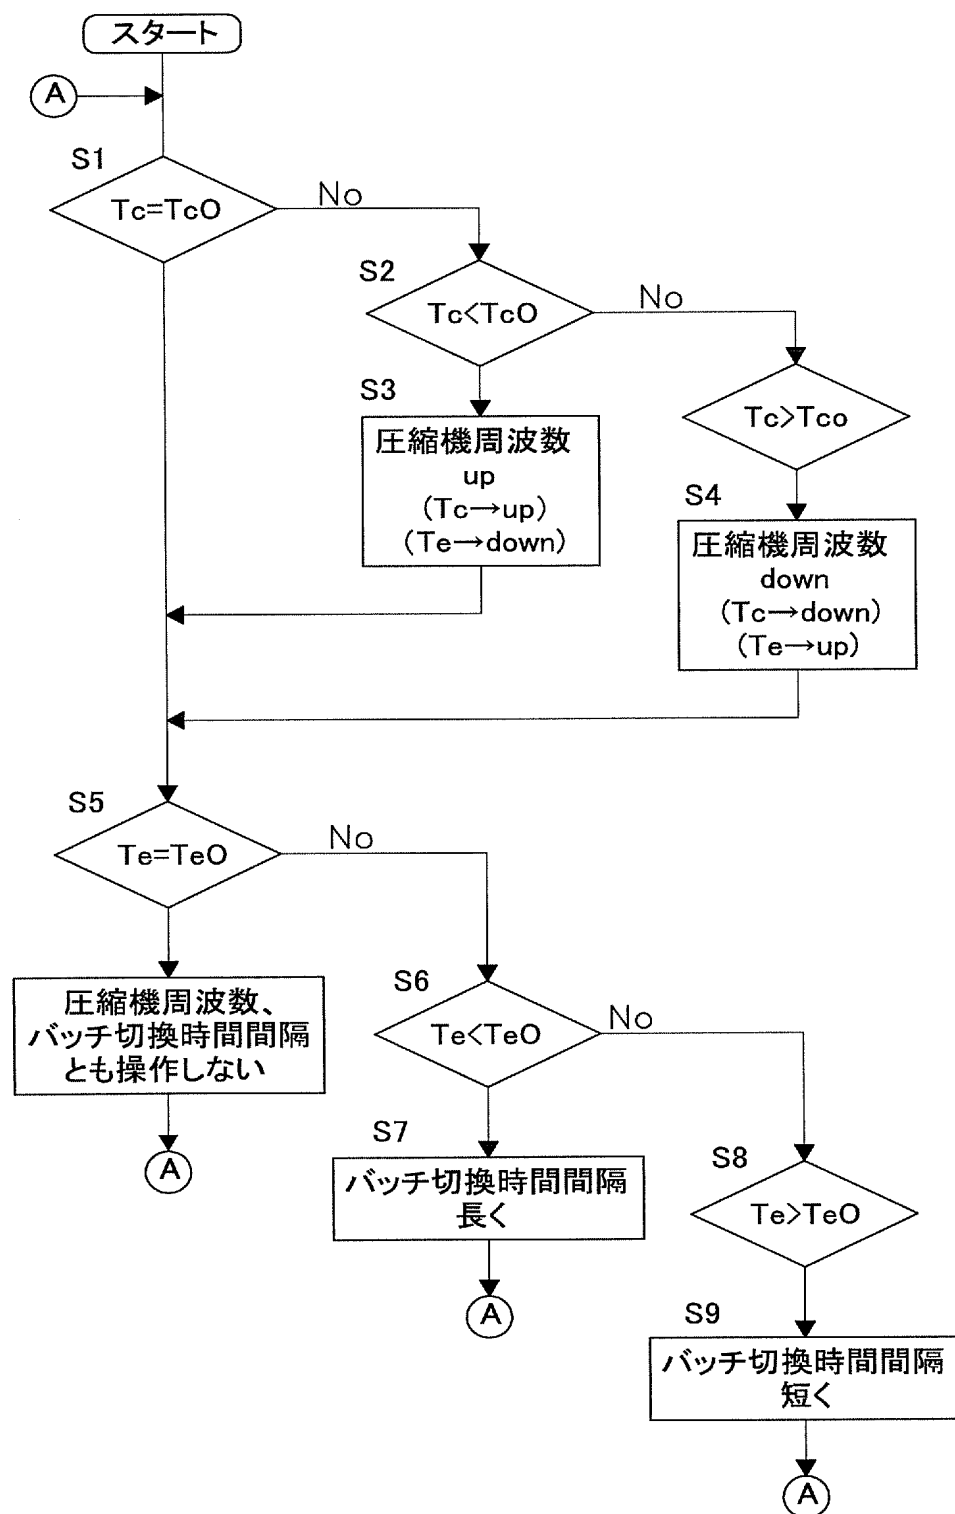 スタート
A
S1
Tc=TcO
No
S2
Tc<TcO
No
S3
圧縮機周波数
up
(Tc→up)
(Te→down)
Tc>Tco
S4
圧縮機周波数
down
(Tc→down)
(Te→up)
S5
Te=TeO
No
圧縮機周波数、
バッチ切換時間間隔
とも操作しない
A
S6
Te<TeO
No
S7
バッチ切換時間間隔
長く
A
S8
Te>TeO
S9
バッチ切換時間間隔
短く
A